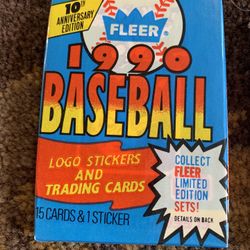 10TH
ANNIVERSARY
EDITION
FLEER
1990
BASEBALL
LOGO STICKERS
AND
TRADING CARDS
COLLECT
FLEER
LIMITED
EDITION
SETS!
DETAILS ON BACK
15 CARDS & 1 STICKER